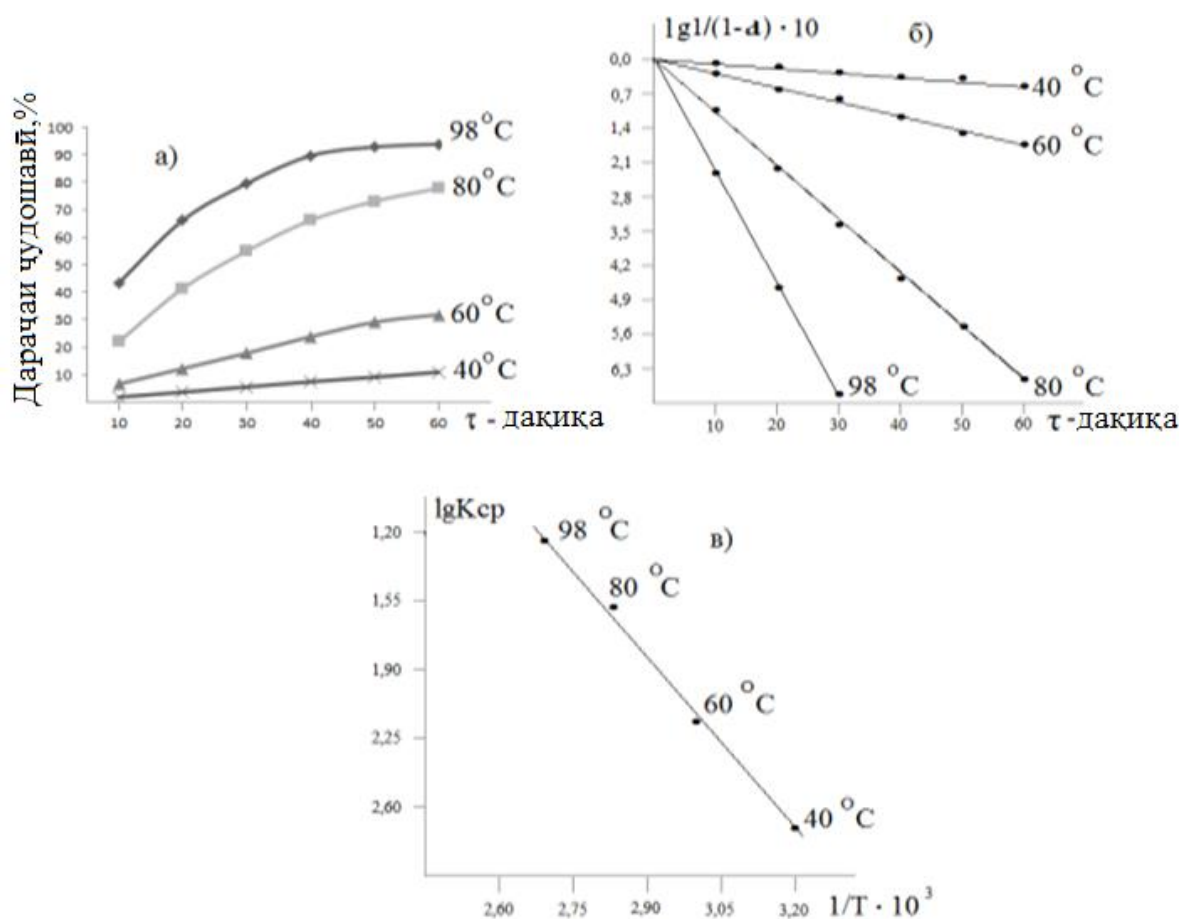 Дараҷаи ҷудошавӣ,%
а)
100
90
80
70
60
50
40
30
20
10
98°C
80°C
60°C
40°C
10 20 30 40 50 60 τ - дақиқа
lg1/(1-d) · 10
б)
0,0
0,7
1,4
2,1
2,8
3,5
4,2
4,9
5,6
6,3
40 °C
60 °C
98 °C
80 °C
10 20 30 40 50 60 τ -дақиқа
lgKср
в)
1,20
1,55
1,90
2,25
2,60
98 °C
80 °C
60 °C
40 °C
2,60 2,75 2,90 3,05 3,20 1/T · 10³